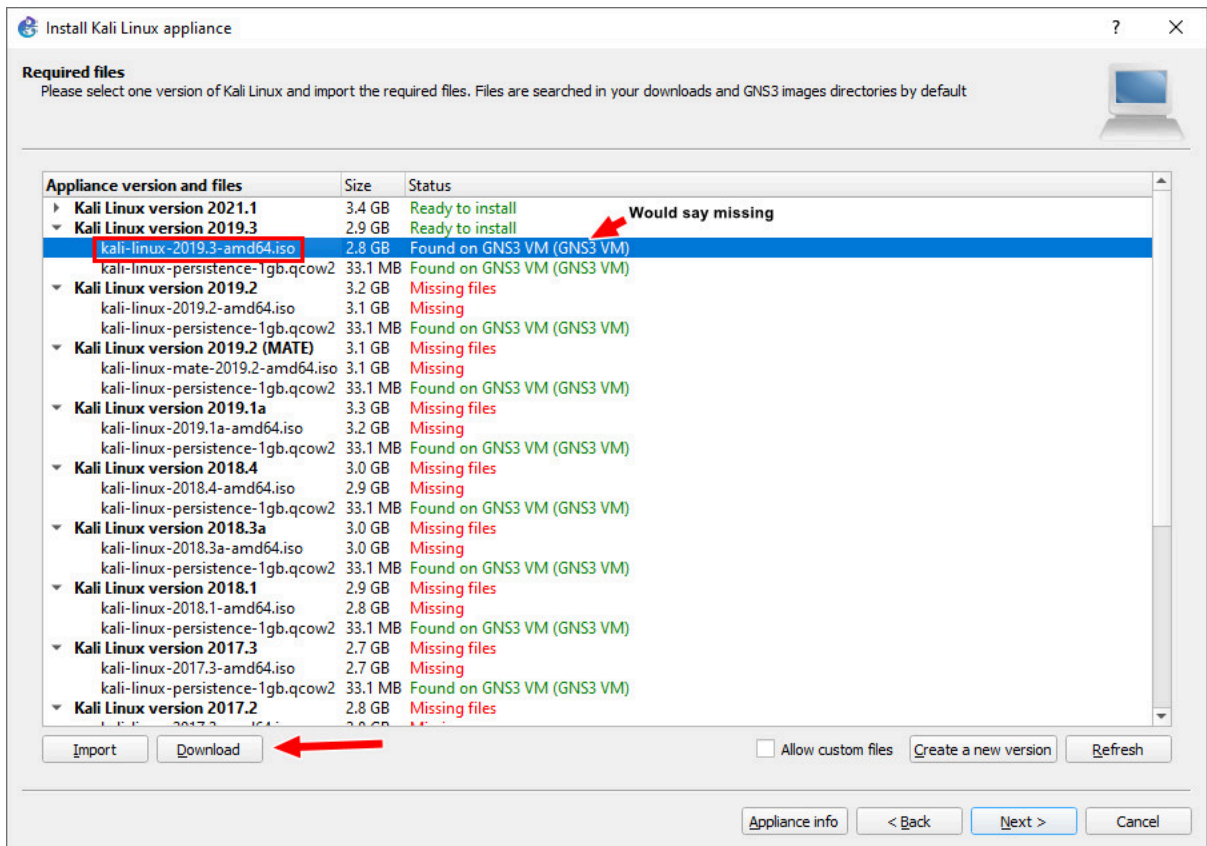 Install Kali Linux appliance ? ×
Required files
Please select one version of Kali Linux and import the required files. Files are searched in your downloads and GNS3 images directories by default
Appliance version and files Size Status
Kali Linux version 2021.1 3.4 GB Ready to install
Would say missing
Kali Linux version 2019.3 2.9 GB Ready to install
kali-linux-2019.3-amd64.iso 2.8 GB Found on GNS3 VM (GNS3 VM)
kali-linux-persistence-1gb.qcow2 33.1 MB Found on GNS3 VM (GNS3 VM)
Kali Linux version 2019.2 3.2 GB Missing files
kali-linux-2019.2-amd64.iso 3.1 GB Missing
kali-linux-persistence-1gb.qcow2 33.1 MB Found on GNS3 VM (GNS3 VM)
Kali Linux version 2019.2 (MATE) 3.1 GB Missing files
kali-linux-mate-2019.2-amd64.iso 3.1 GB Missing
kali-linux-persistence-1gb.qcow2 33.1 MB Found on GNS3 VM (GNS3 VM)
Kali Linux version 2019.1a 3.3 GB Missing files
kali-linux-2019.1a-amd64.iso 3.2 GB Missing
kali-linux-persistence-1gb.qcow2 33.1 MB Found on GNS3 VM (GNS3 VM)
Kali Linux version 2018.4 3.0 GB Missing files
kali-linux-2018.4-amd64.iso 2.9 GB Missing
kali-linux-persistence-1gb.qcow2 33.1 MB Found on GNS3 VM (GNS3 VM)
Kali Linux version 2018.3a 3.0 GB Missing files
kali-linux-2018.3a-amd64.iso 3.0 GB Missing
kali-linux-persistence-1gb.qcow2 33.1 MB Found on GNS3 VM (GNS3 VM)
Kali Linux version 2018.1 2.9 GB Missing files
kali-linux-2018.1-amd64.iso 2.8 GB Missing
kali-linux-persistence-1gb.qcow2 33.1 MB Found on GNS3 VM (GNS3 VM)
Kali Linux version 2017.3 2.7 GB Missing files
kali-linux-2017.3-amd64.iso 2.7 GB Missing
kali-linux-persistence-1gb.qcow2 33.1 MB Found on GNS3 VM (GNS3 VM)
Kali Linux version 2017.2 2.8 GB Missing files
Import Download Allow custom files Create a new version Refresh
Appliance info < Back Next > Cancel